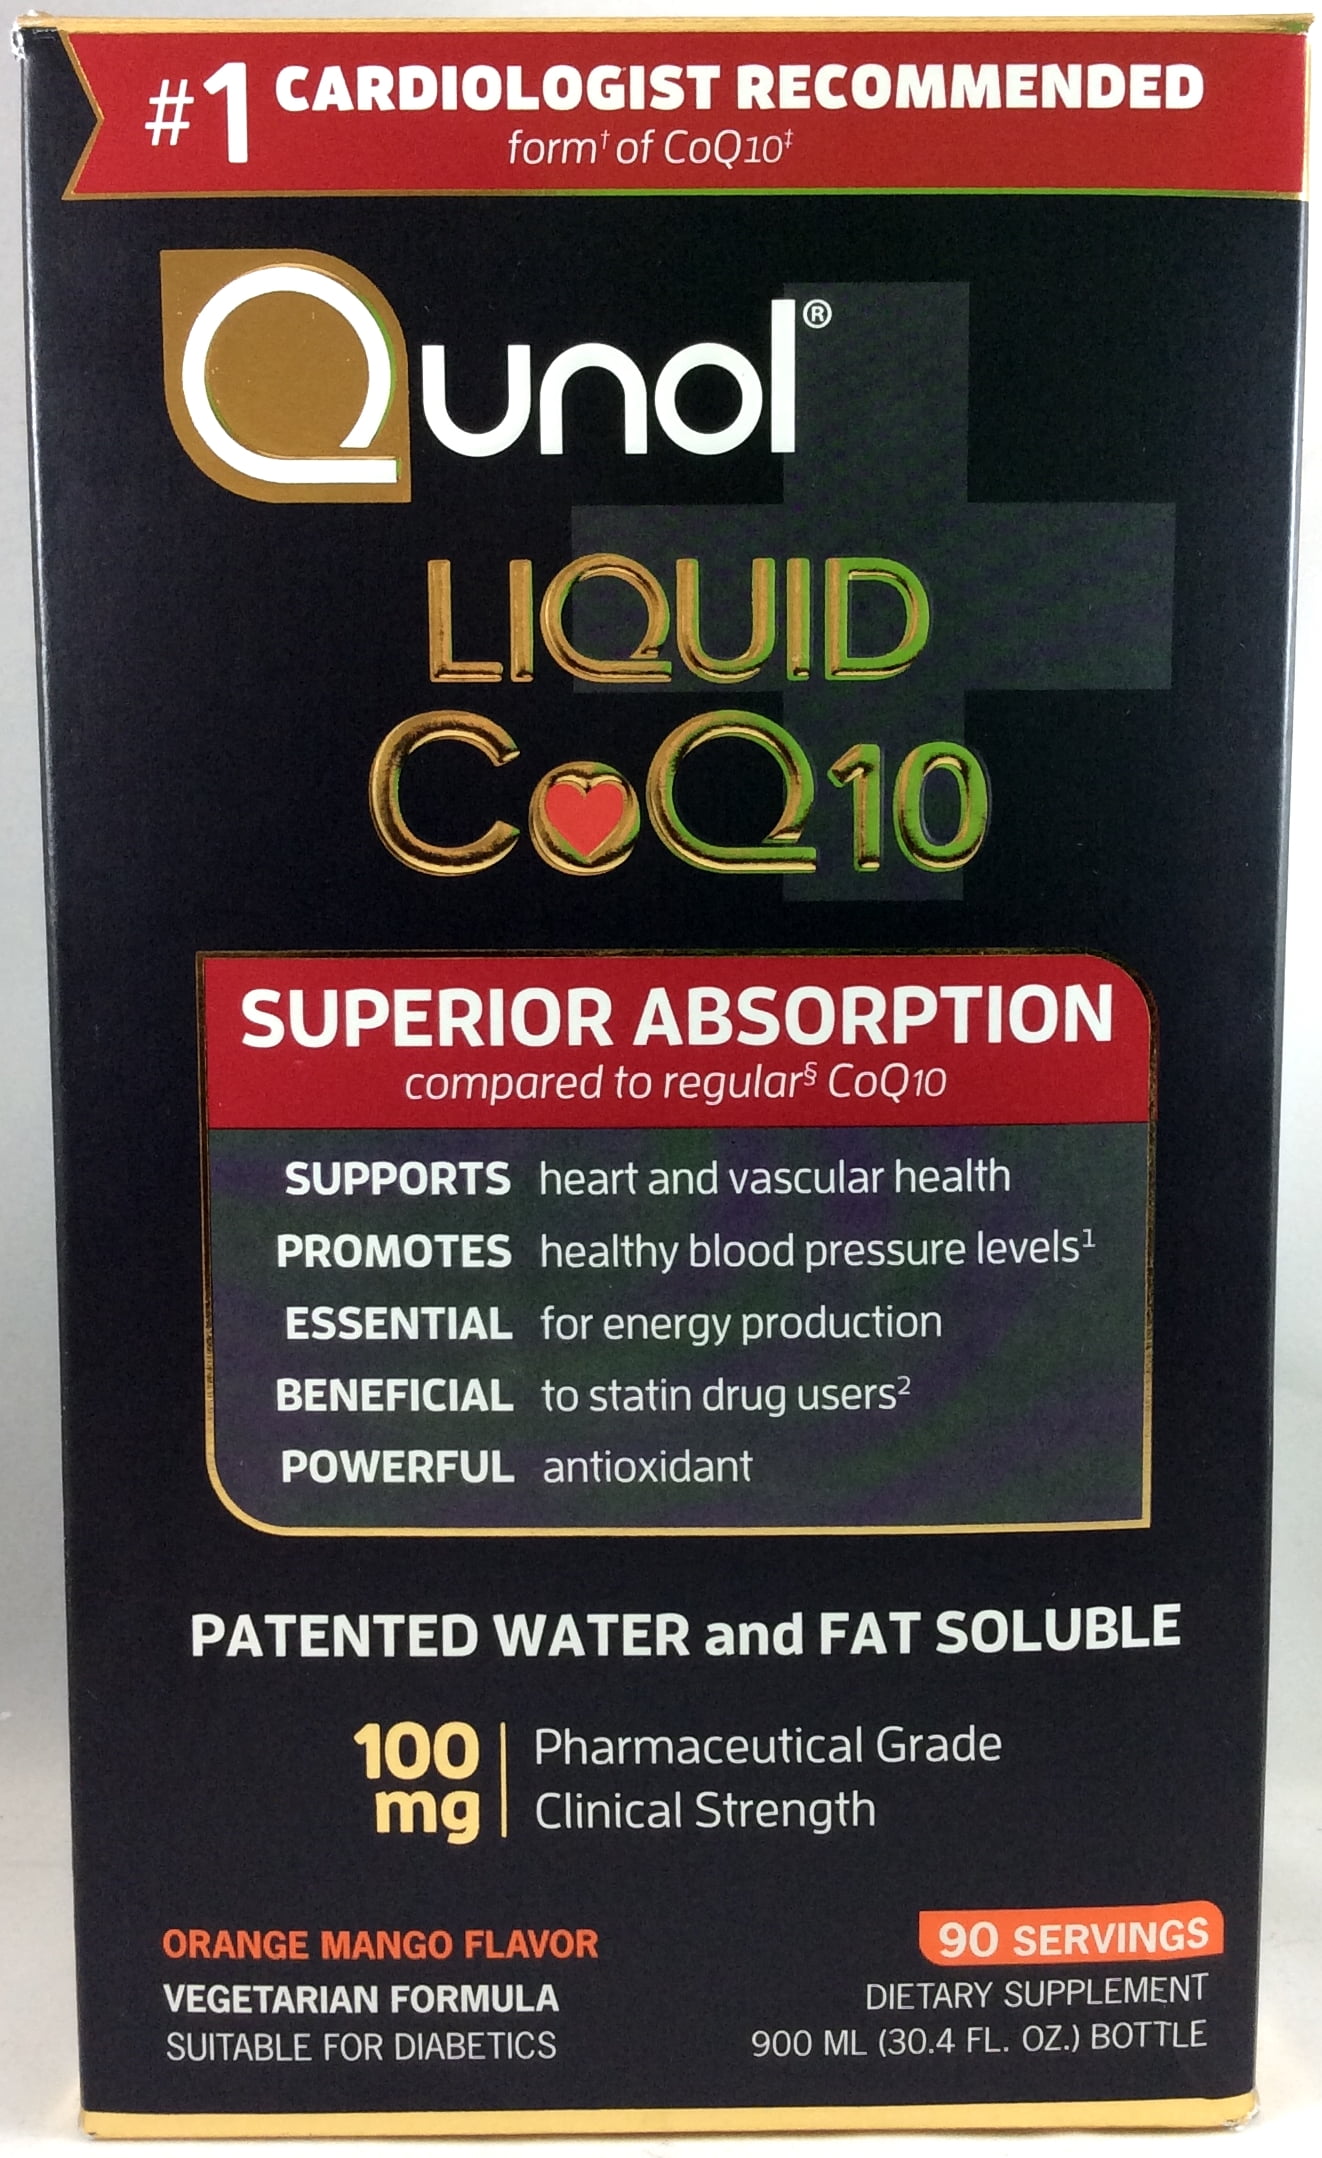 #1 CARDIOLOGIST RECOMMENDED
form† of CoQ10‡
Qunol®
LIQUID
CoQ10
SUPERIOR ABSORPTION
compared to regular§ CoQ10
SUPPORTS heart and vascular health
PROMOTES healthy blood pressure levels¹
ESSENTIAL for energy production
BENEFICIAL to statin drug users²
POWERFUL antioxidant
PATENTED WATER and FAT SOLUBLE
100 mg
Pharmaceutical Grade
Clinical Strength
ORANGE MANGO FLAVOR
VEGETARIAN FORMULA
SUITABLE FOR DIABETICS
90 SERVINGS
DIETARY SUPPLEMENT
900 ML (30.4 FL. OZ.) BOTTLE